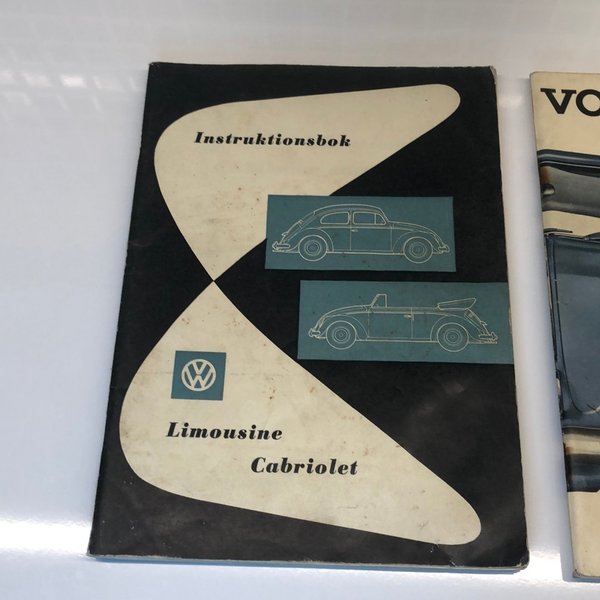 Instruktionsbok
VW
Limousine
Cabriolet
VO